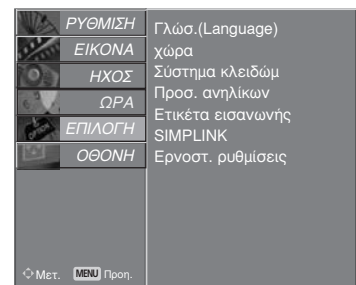 ΡΥΘΜΙΣΗ
ΕΙΚΟΝΑ
ΗΧΟΣ
ΩΡΑ
ΕΠΙΛΟΓΗ
ΟΘΟΝΗ
Μετ. MENU Προη.
Γλώσ.(Language)
χώρα
Σύστημα κλειδώμ
Προσ. ανηλίκων
Ετικέτα εισανωνής
SIMPLINK
Ερνοστ. ρυθμίσεις